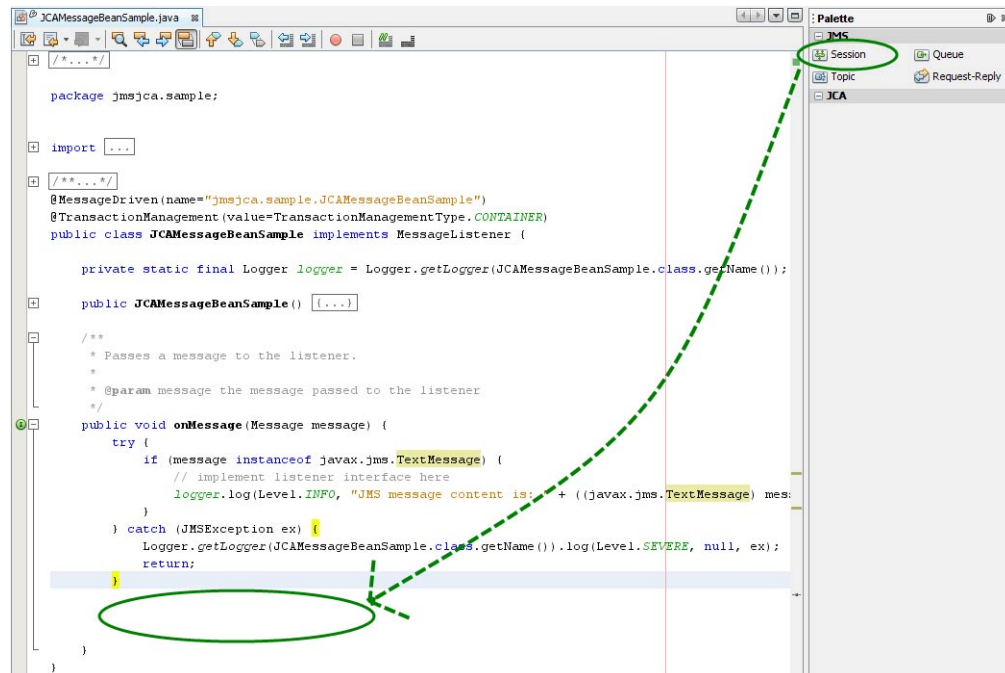 JCAMessageBeanSample.java
/*...*/
package jmsjca.sample;
import ...
/**...*/
@MessageDriven(name="jmsjca.sample.JCAMessageBeanSample")
@TransactionManagement(value=TransactionManagementType.CONTAINER)
public class JCAMessageBeanSample implements MessageListener {
private static final Logger logger = Logger.getLogger(JCAMessageBeanSample.class.getName());
public JCAMessageBeanSample() {...}
/**
* Passes a message to the listener.
*
* @param message the message passed to the listener
*/
public void onMessage(Message message) {
try {
if (message instanceof javax.jms.TextMessage) {
// implement listener interface here
logger.log(Level.INFO, "JMS message content is: " + ((javax.jms.TextMessage) mes
}
} catch (JMSException ex) {
Logger.getLogger(JCAMessageBeanSample.class.getName()).log(Level.SEVERE, null, ex);
return;
}
}
}
Palette
JMS
Session Queue
Topic Request-Reply
JCA